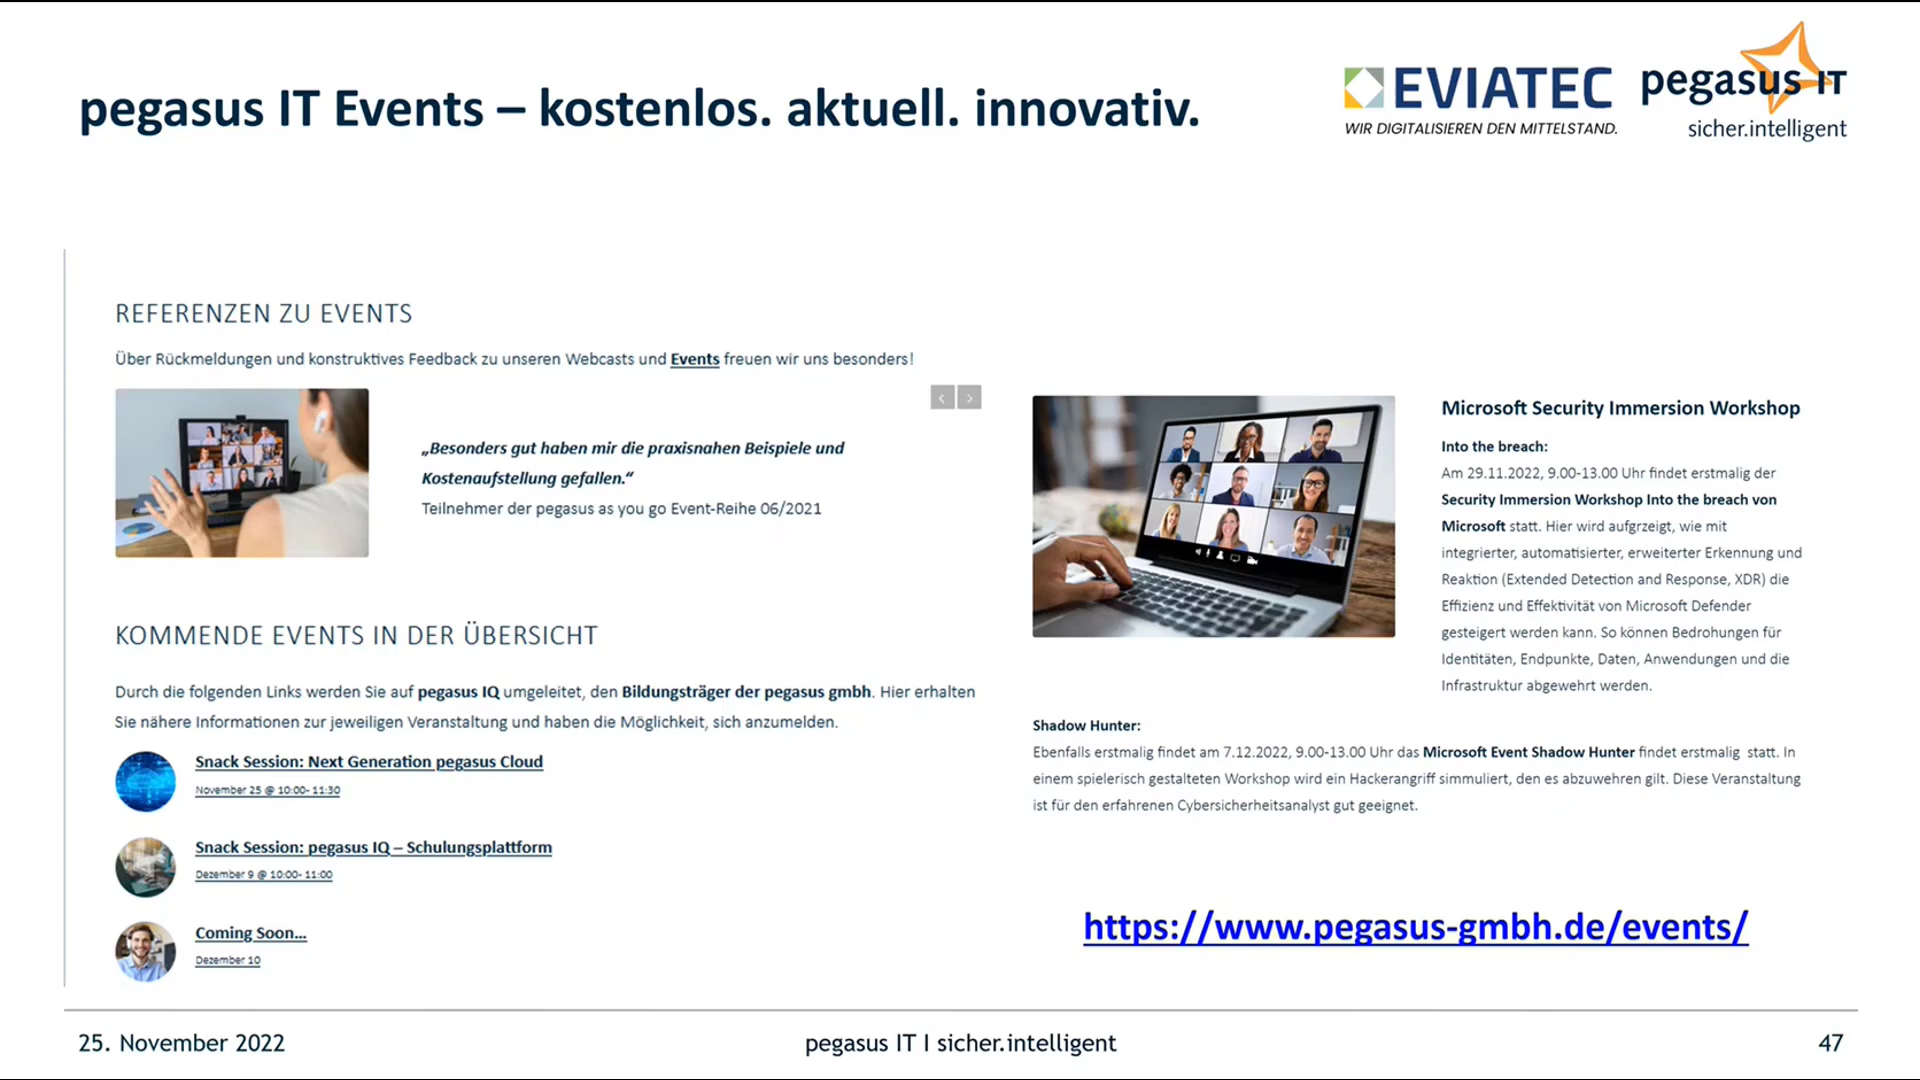 pegasus IT Events – kostenlos. aktuell. innovativ.
EVIATEC
WIR DIGITALISIEREN DEN MITTELSTAND.
pegasus IT
sicher.intelligent
REFERENZEN ZU EVENTS
Über Rückmeldungen und konstruktives Feedback zu unseren Webcasts und Events freuen wir uns besonders!
„Besonders gut haben mir die praxisnahen Beispiele und
Kostenaufstellung gefallen.“
Teilnehmer der pegasus as you go Event-Reihe 06/2021
KOMMENDE EVENTS IN DER ÜBERSICHT
Durch die folgenden Links werden Sie auf pegasus IQ umgeleitet, den Bildungsträger der pegasus gmbh. Hier erhalten
Sie nähere Informationen zur jeweiligen Veranstaltung und haben die Möglichkeit, sich anzumelden.
Snack Session: Next Generation pegasus Cloud
November 25 @ 10:00- 11:30
Snack Session: pegasus IQ – Schulungsplattform
Dezember 9 @ 10:00- 11:00
Coming Soon...
Dezember 10
Microsoft Security Immersion Workshop
Into the breach:
Am 29.11.2022, 9.00-13.00 Uhr findet erstmalig der
Security Immersion Workshop Into the breach von
Microsoft statt. Hier wird aufgrzeigt, wie mit
integrierter, automatisierter, erweiterter Erkennung und
Reaktion (Extended Detection and Response, XDR) die
Effizienz und Effektivität von Microsoft Defender
gesteigert werden kann. So können Bedrohungen für
Identitäten, Endpunkte, Daten, Anwendungen und die
Infrastruktur abgewehrt werden.
Shadow Hunter:
Ebenfalls erstmalig findet am 7.12.2022, 9.00-13.00 Uhr das Microsoft Event Shadow Hunter findet erstmalig statt. In
einem spielerisch gestalteten Workshop wird ein Hackerangriff simmuliert, den es abzuwehren gilt. Diese Veranstaltung
ist für den erfahrenen Cybersicherheitsanalyst gut geeignet.
https://www.pegasus-gmbh.de/events/
25. November 2022
pegasus IT I sicher.intelligent
47